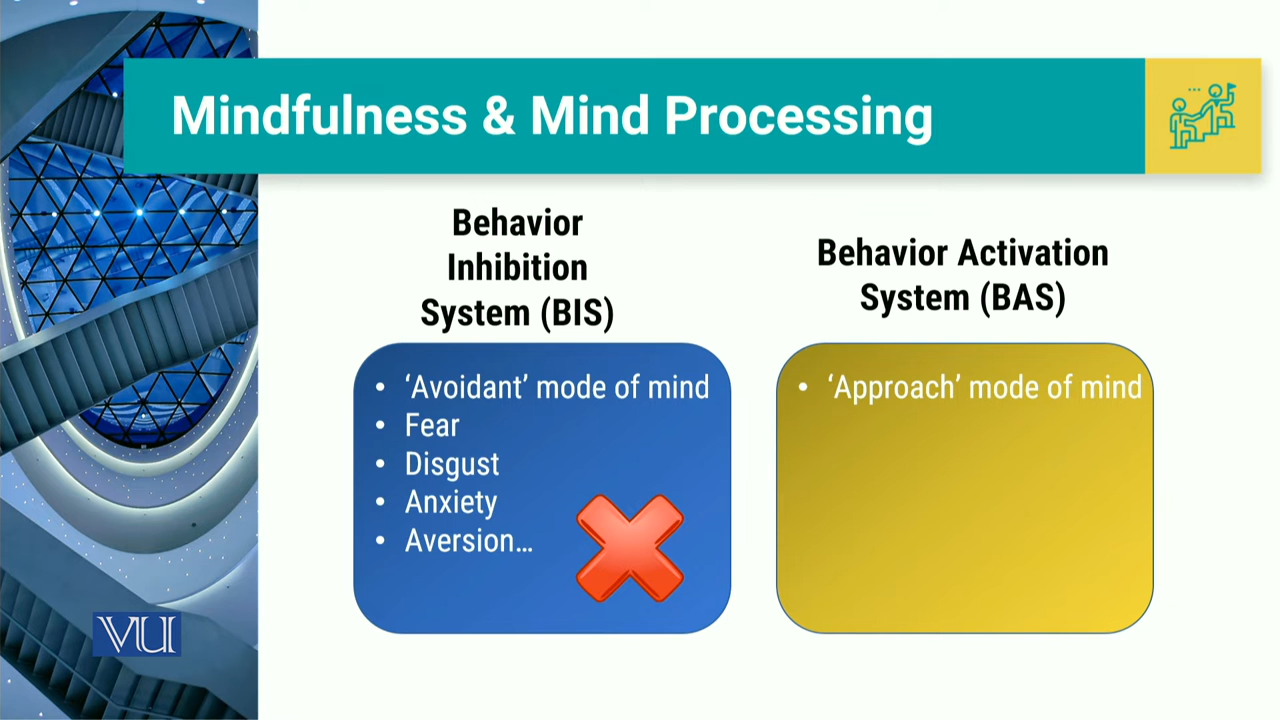 Mindfulness & Mind Processing
Behavior
Inhibition
System (BIS)
• ‘Avoidant’ mode of mind
• Fear
• Disgust
• Anxiety
• Aversion…
Behavior Activation
System (BAS)
• ‘Approach’ mode of mind
VU